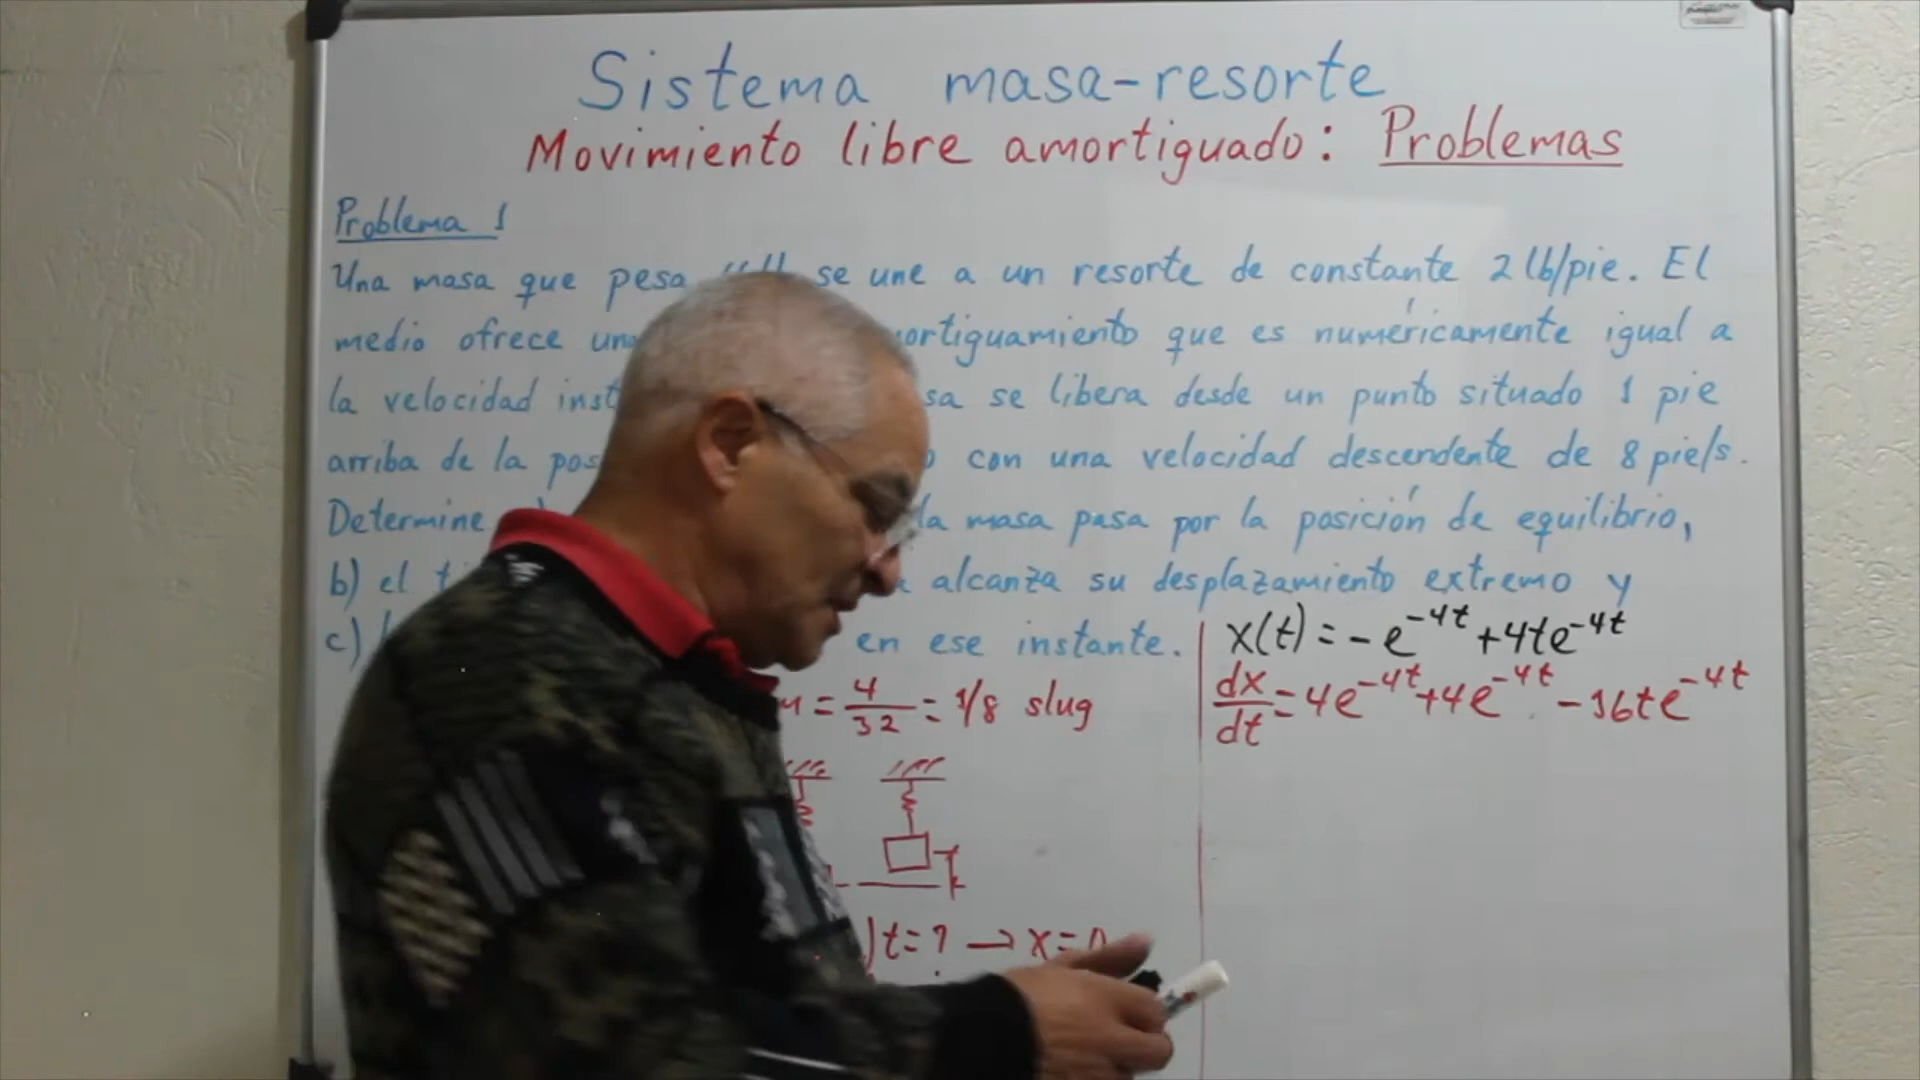 Sistema masa-resorte
Movimiento libre amortiguado: Problemas
Problema 1
Una masa que pesa se une a un resorte de constante 2 lb/pie. El
medio ofrece ortiguamiento que es numéricamente igual a
la velocidad inst sa se libera desde un punto situado 1 pie
arriba de la pos con una velocidad descendente de 8 pie/s.
Determine la masa pasa por la posición de equilibrio,
b) el alcanza su desplazamiento extremo y
c) en ese instante.
x(t) = -e^{-4t} + 4te^{-4t}
dx/dt = 4e^{-4t} + 4e^{-4t} - 16te^{-4t}
m = 4/32 = 1/8 slug
) t = ? → x = 0